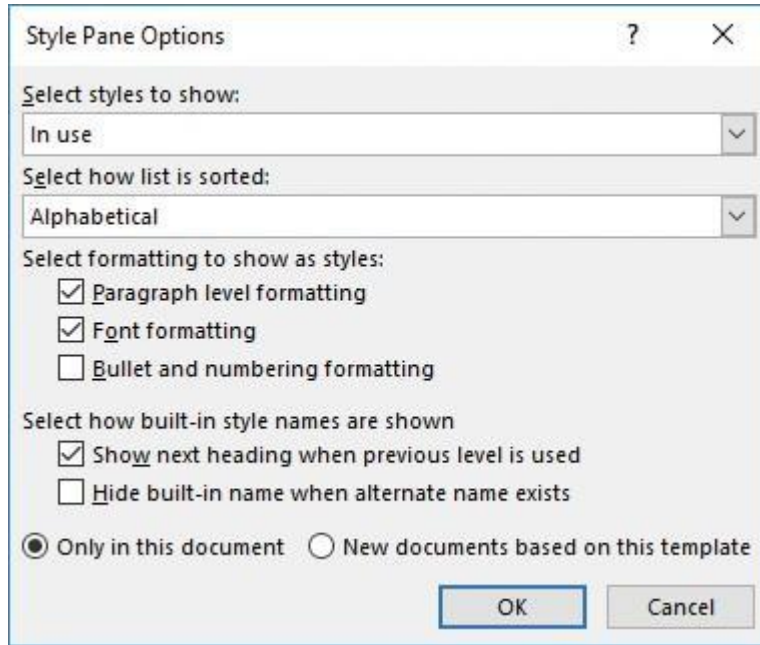 Style Pane Options ? ✕
Select styles to show:
In use
Select how list is sorted:
Alphabetical
Select formatting to show as styles:
Paragraph level formatting
Font formatting
Bullet and numbering formatting
Select how built-in style names are shown
Show next heading when previous level is used
Hide built-in name when alternate name exists
Only in this document New documents based on this template
OK Cancel